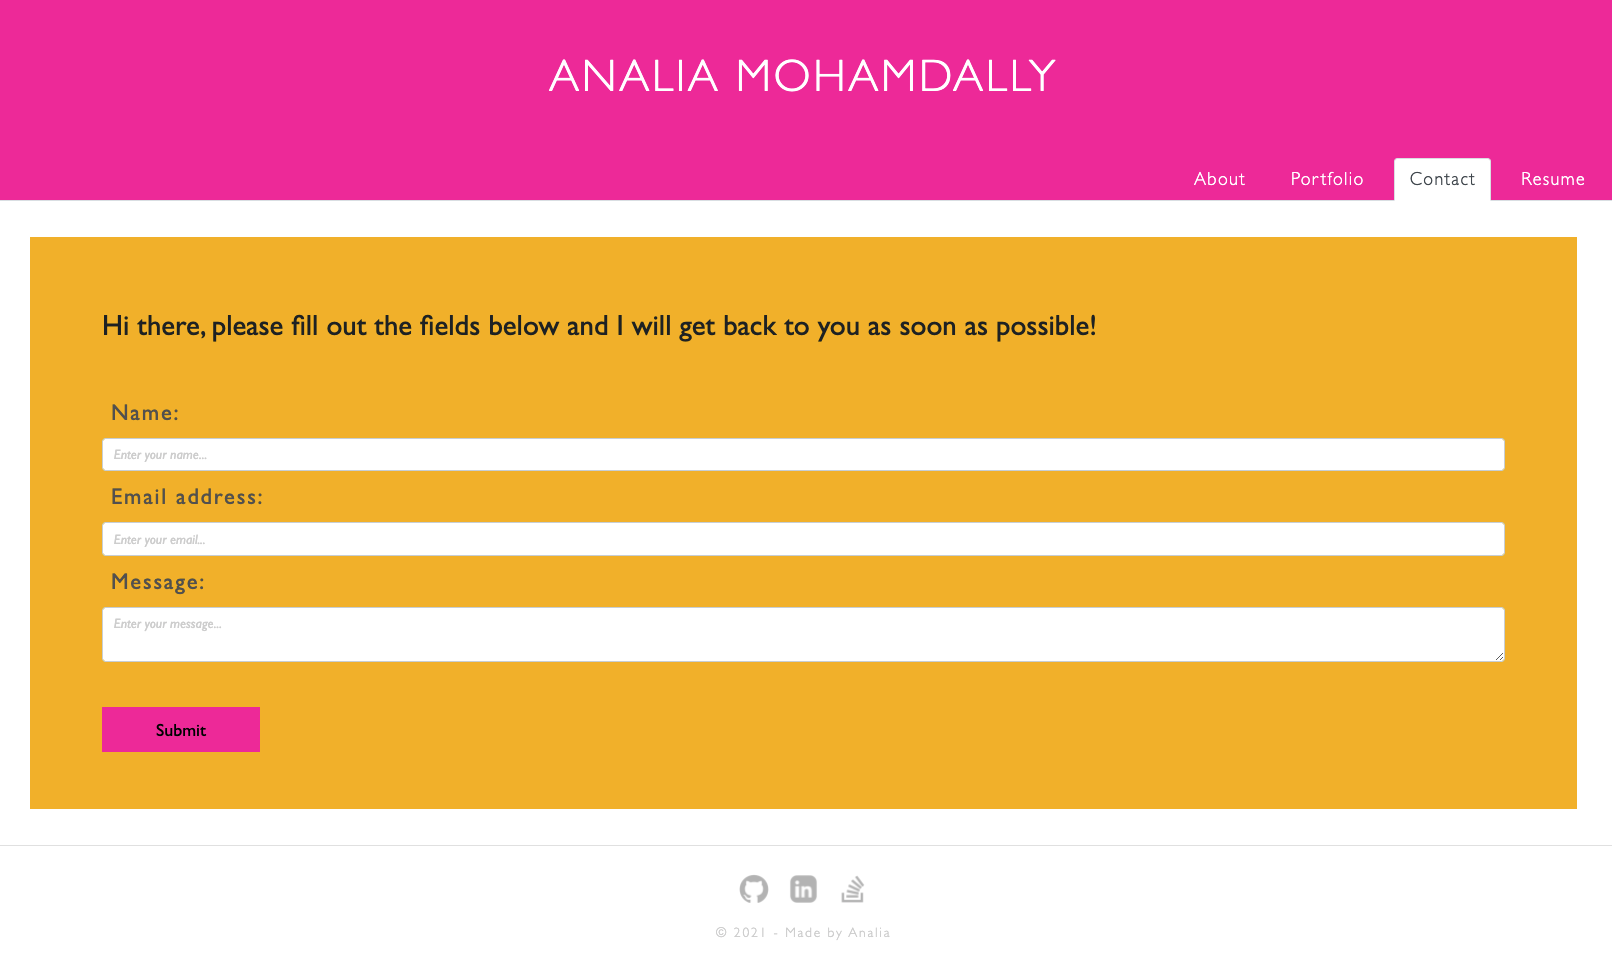 ANALIA MOHAMDALLY
About Portfolio Contact Resume
Hi there, please fill out the fields below and I will get back to you as soon as possible!
Name:
Enter your name...
Email address:
Enter your email...
Message:
Enter your message...
Submit
in
© 2021 - Made by Analia